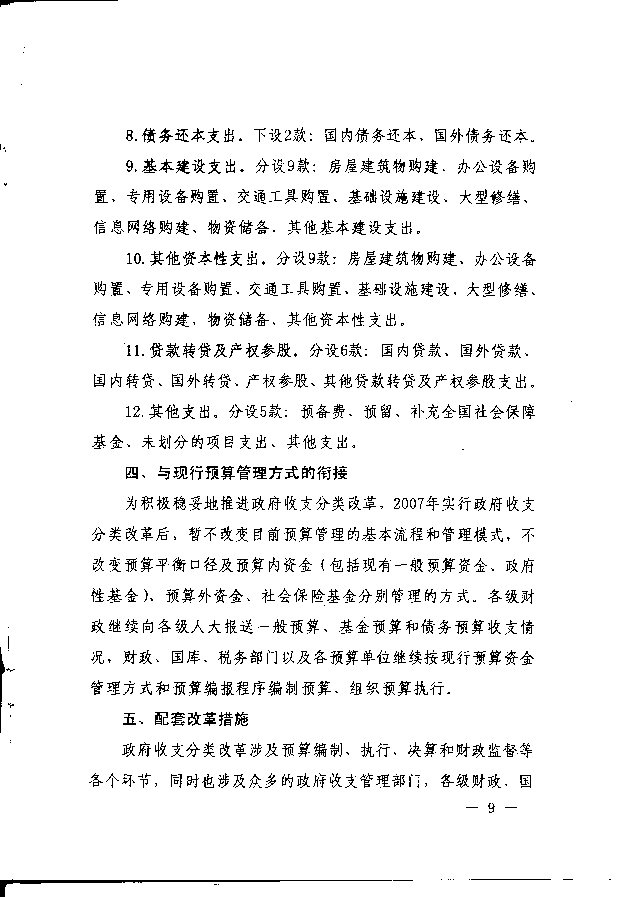 8.债务还本支出。下设2款：国内债务还本、国外债务还本。
9.基本建设支出。分设9款：房屋建筑物购建、办公设备购
置、专用设备购置、交通工具购置、基础设施建设、大型修缮、
信息网络购建、物资储备、其他基本建设支出。
10.其他资本性支出。分设9款：房屋建筑物购建、办公设备
购置、专用设备购置、交通工具购置、基础设施建设、大型修缮、
信息网络购建、物资储备、其他资本性支出。
11.贷款转贷及产权参股。分设6款：国内贷款、国外贷款、
国内转贷、国外转贷、产权参股、其他贷款转贷及产权参股支出。
12.其他支出。分设5款：预备费、预留、补充全国社会保障
基金、未划分的项目支出、其他支出。
四、与现行预算管理方式的衔接
为积极稳妥地推进政府收支分类改革，2007年实行政府收支
分类改革后，暂不改变目前预算管理的基本流程和管理模式，不
改变预算平衡口径及预算内资金（包括现有一般预算资金、政府
性基金）、预算外资金、社会保险基金分别管理的方式。各级财
政继续向各级人大报送一般预算、基金预算和债务预算收支情
况，财政、国库、税务部门以及各预算单位继续按现行预算资金
管理方式和预算编报程序编制预算、组织预算执行。
五、配套改革措施
政府收支分类改革涉及预算编制、执行、决算和财政监督等
各个环节，同时也涉及众多的政府收支管理部门，各级财政、国
— 9 —